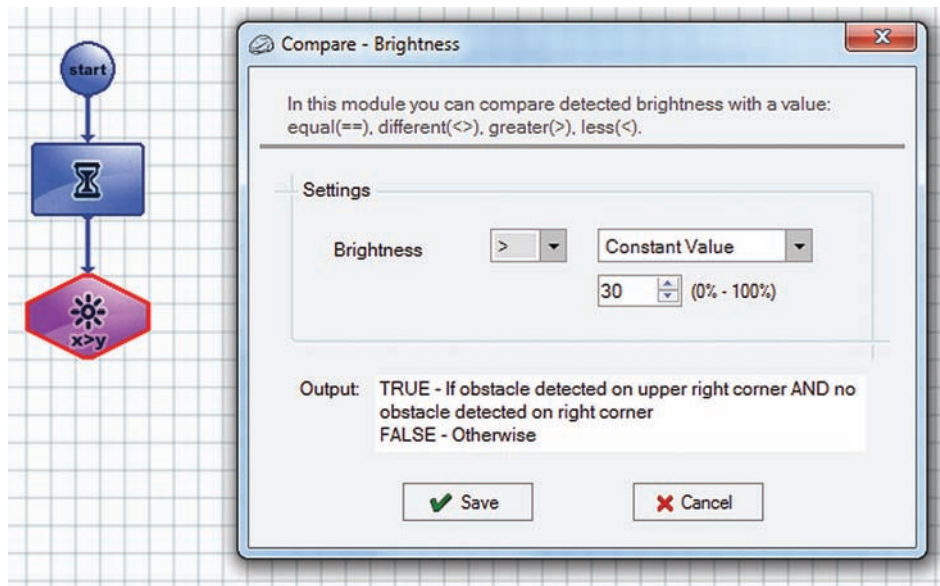 start
x>y
Compare - Brightness
In this module you can compare detected brightness with a value:
equal(==), different(<>), greater(>), less(<).
Settings
Brightness > Constant Value
30 (0% - 100%)
Output: TRUE - If obstacle detected on upper right corner AND no
obstacle detected on right corner
FALSE - Otherwise
Save Cancel